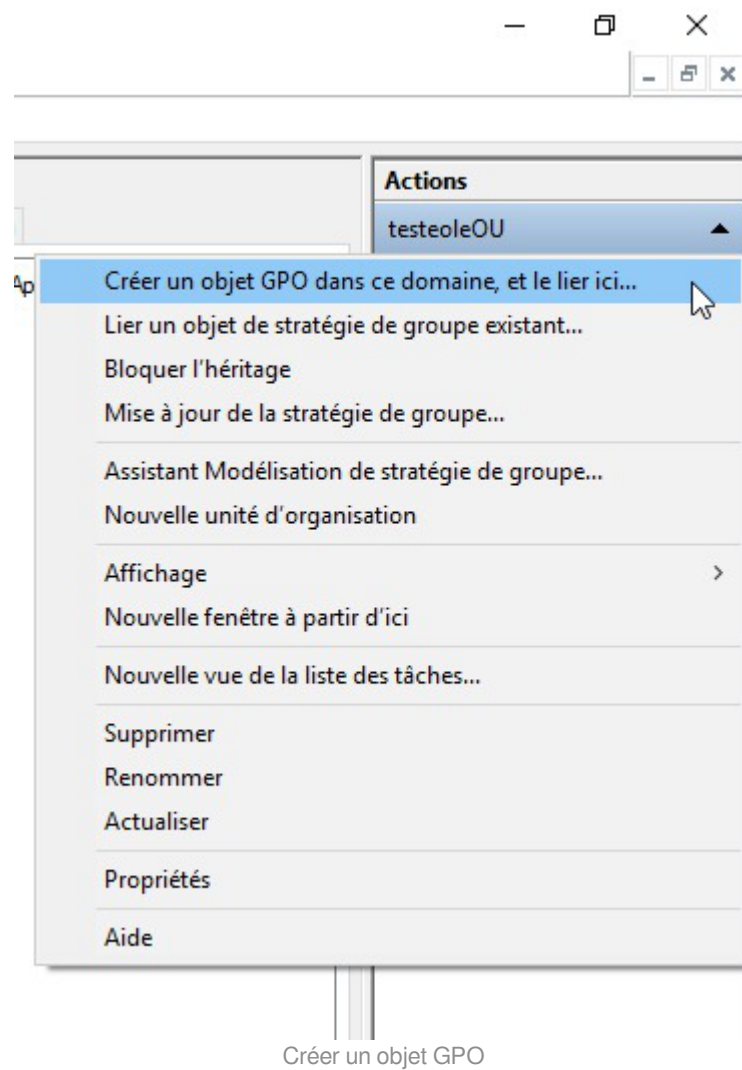 Actions
testeoleOU
Ap
Créer un objet GPO dans ce domaine, et le lier ici...
Lier un objet de stratégie de groupe existant...
Bloquer l'héritage
Mise à jour de la stratégie de groupe...
Assistant Modélisation de stratégie de groupe...
Nouvelle unité d'organisation
Affichage
Nouvelle fenêtre à partir d'ici
Nouvelle vue de la liste des tâches...
Supprimer
Renommer
Actualiser
Propriétés
Aide
Créer un objet GPO